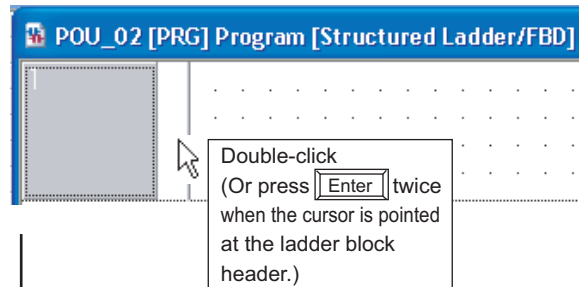 POU_02 [PRG] Program [Structured Ladder/FBD]
1
Double-click
(Or press Enter twice
when the cursor is pointed
at the ladder block
header.)